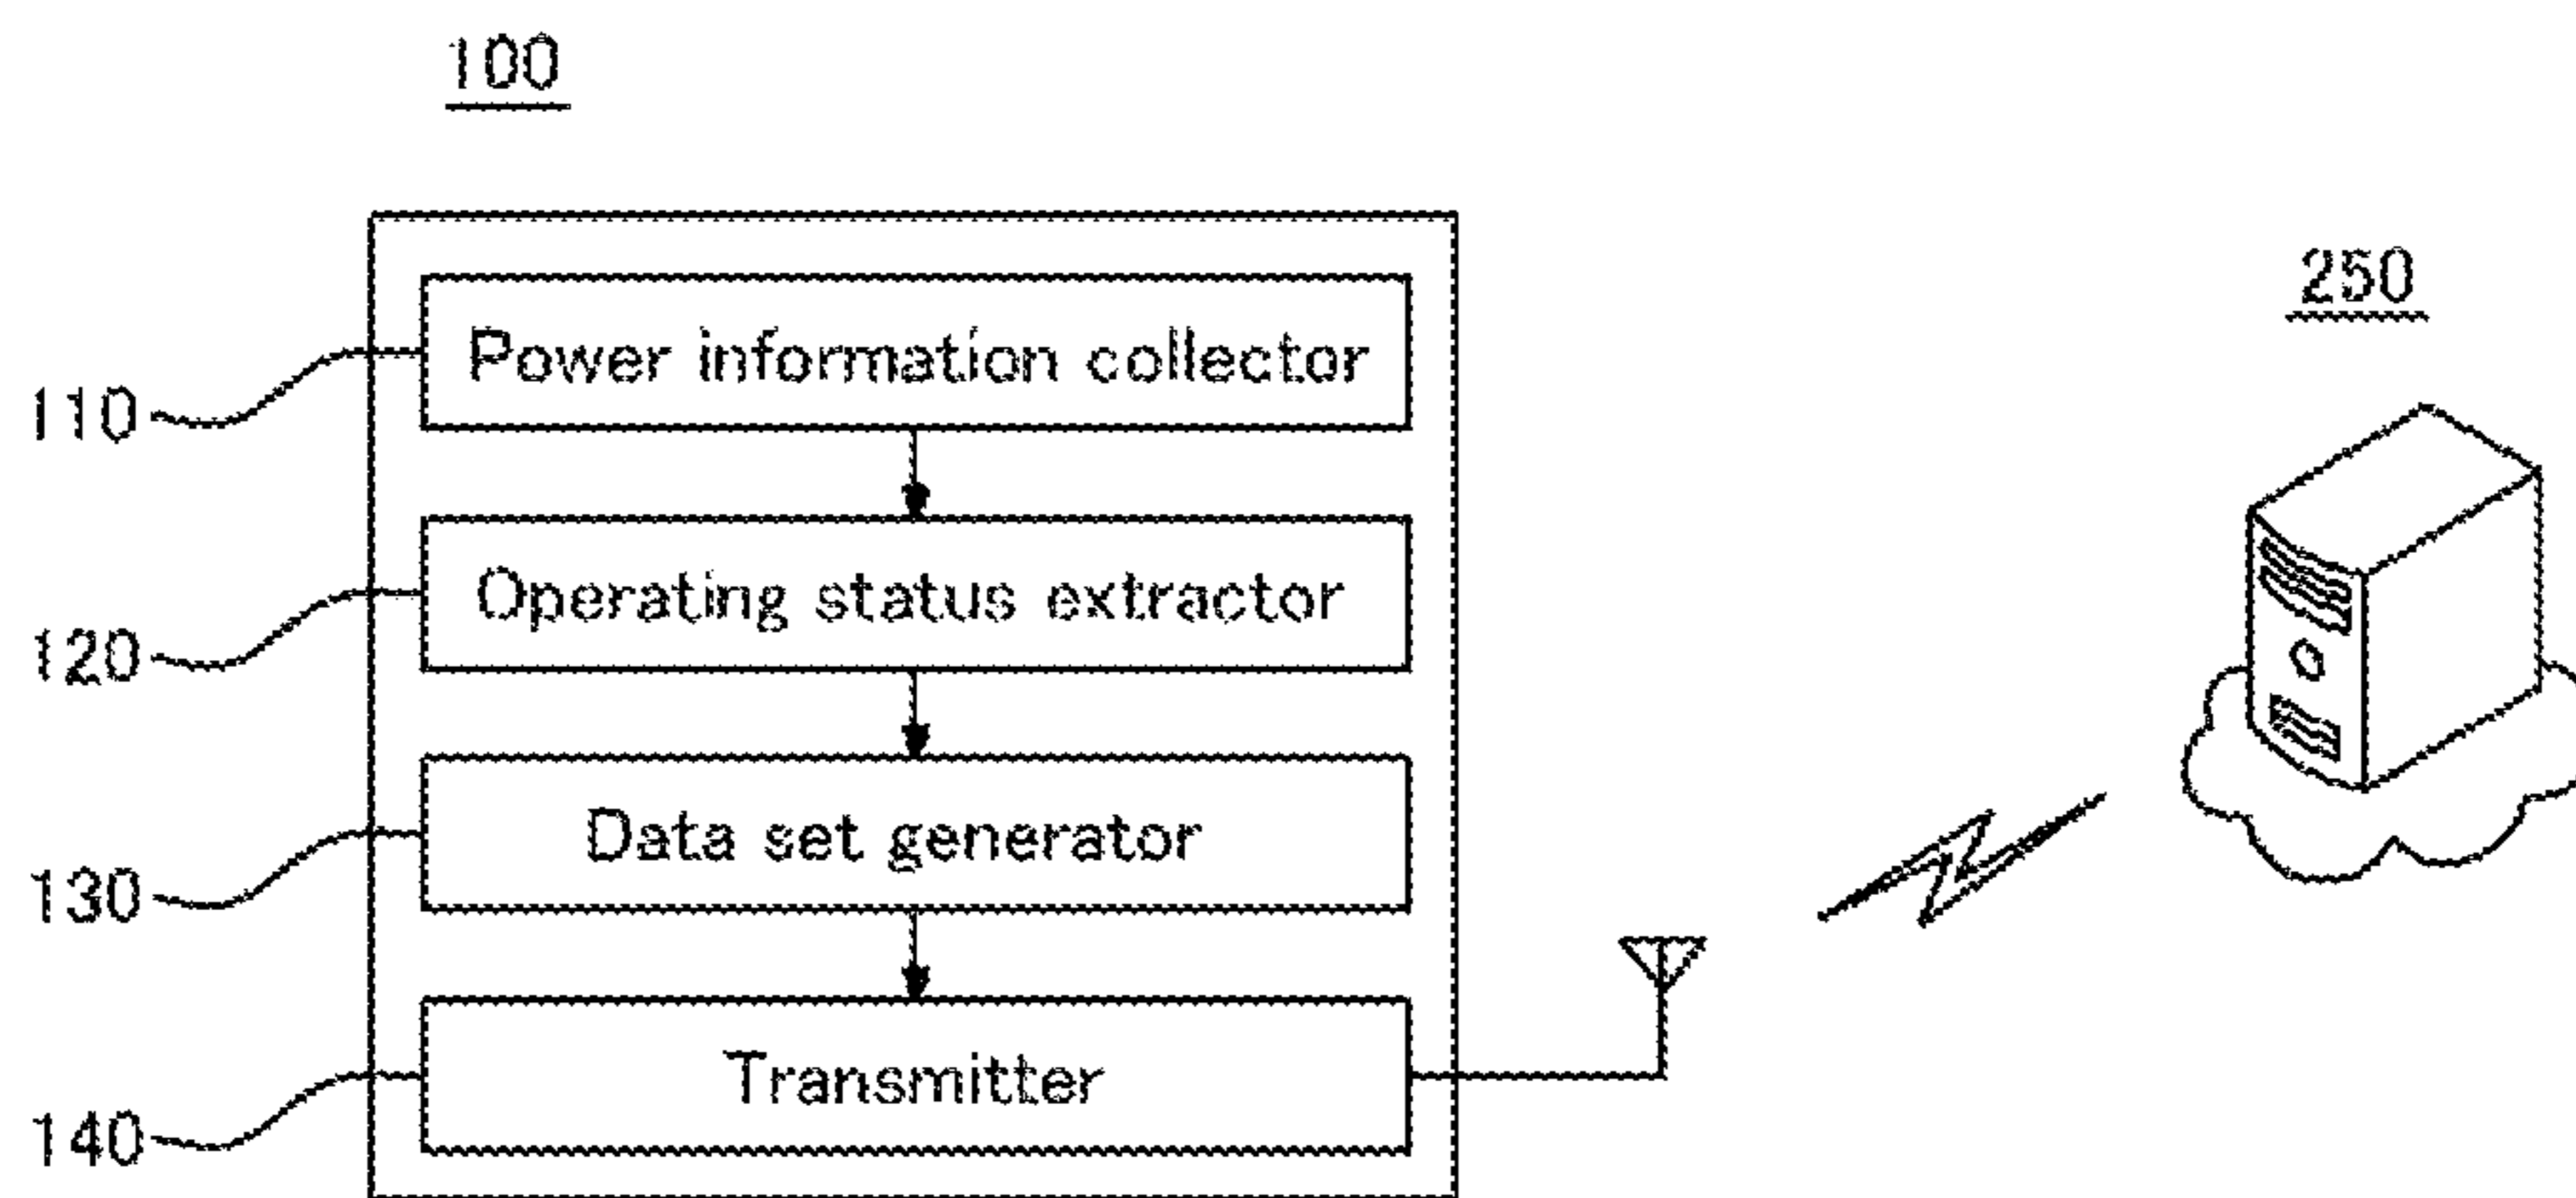 100
250
110
Power information collector
120
Operating status extractor
130
Data set generator
140
Transmitter